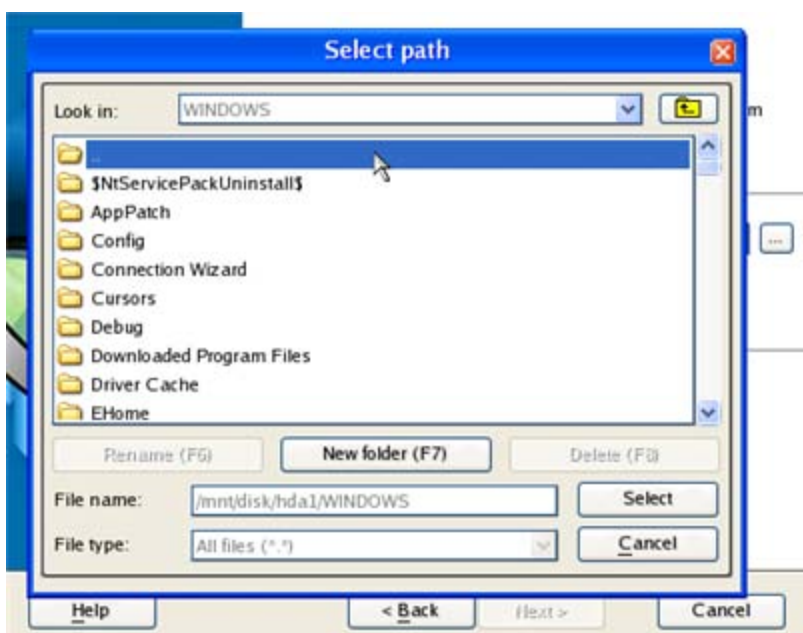 Select path
Look in: WINDOWS
m
..
$NtServicePackUninstall$
AppPatch
Config
Connection Wizard
Cursors
Debug
Downloaded Program Files
Driver Cache
EHome
Rename (F6) New folder (F7) Delete (F8)
File name: /mnt/disk/hda1/WINDOWS Select
File type: All files (*.*) Cancel
...
Help < Back Next > Cancel